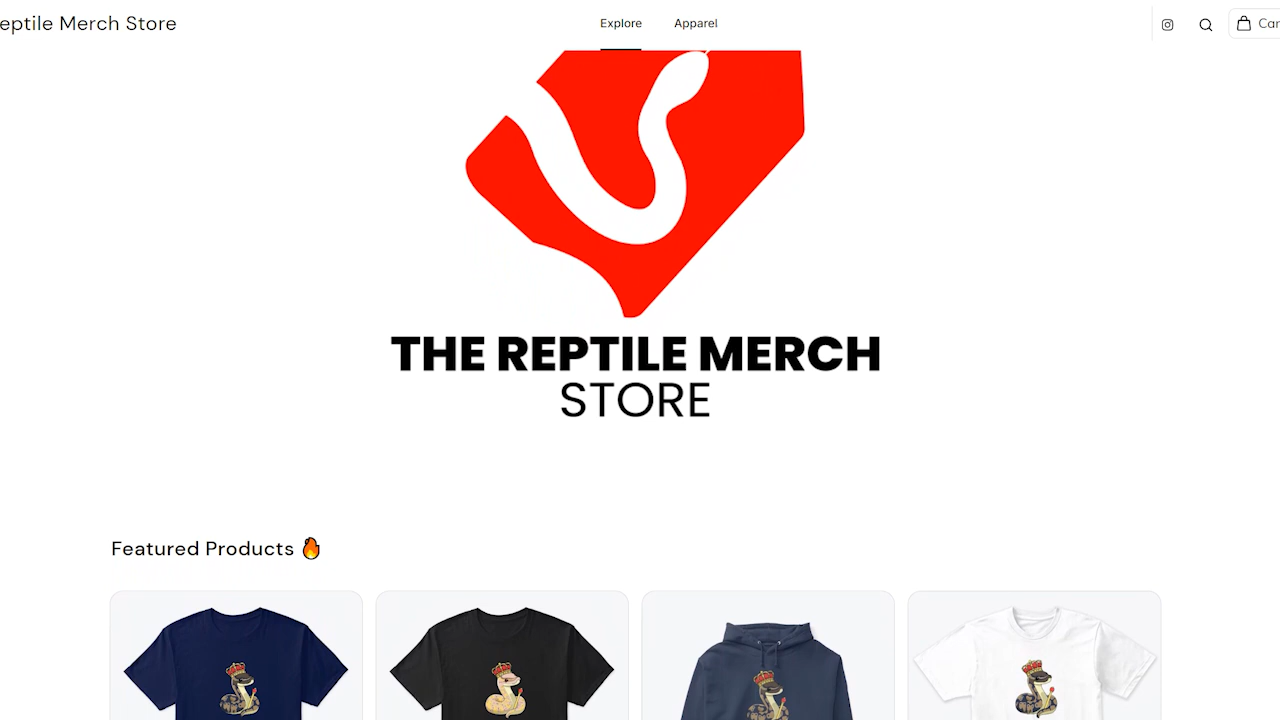 eptile Merch Store
Explore
Apparel
Car
THE REPTILE MERCH
STORE
Featured Products 🔥